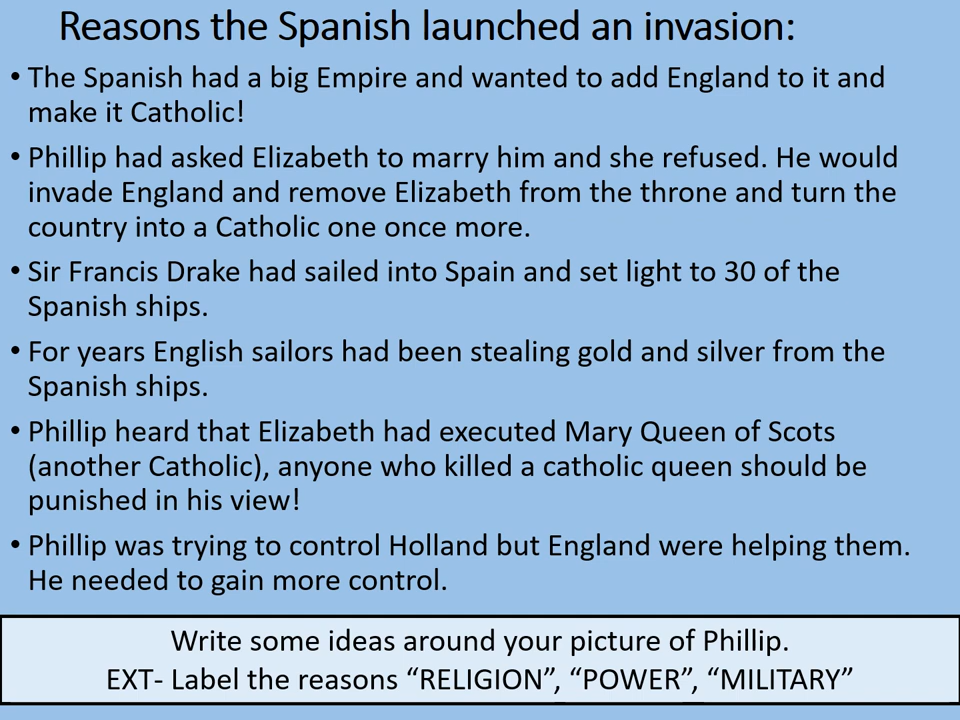 Reasons the Spanish launched an invasion:
• The Spanish had a big Empire and wanted to add England to it and
make it Catholic!
• Phillip had asked Elizabeth to marry him and she refused. He would
invade England and remove Elizabeth from the throne and turn the
country into a Catholic one once more.
• Sir Francis Drake had sailed into Spain and set light to 30 of the
Spanish ships.
• For years English sailors had been stealing gold and silver from the
Spanish ships.
• Phillip heard that Elizabeth had executed Mary Queen of Scots
(another Catholic), anyone who killed a catholic queen should be
punished in his view!
• Phillip was trying to control Holland but England were helping them.
He needed to gain more control.
Write some ideas around your picture of Phillip.
EXT- Label the reasons “RELIGION”, “POWER”, “MILITARY”